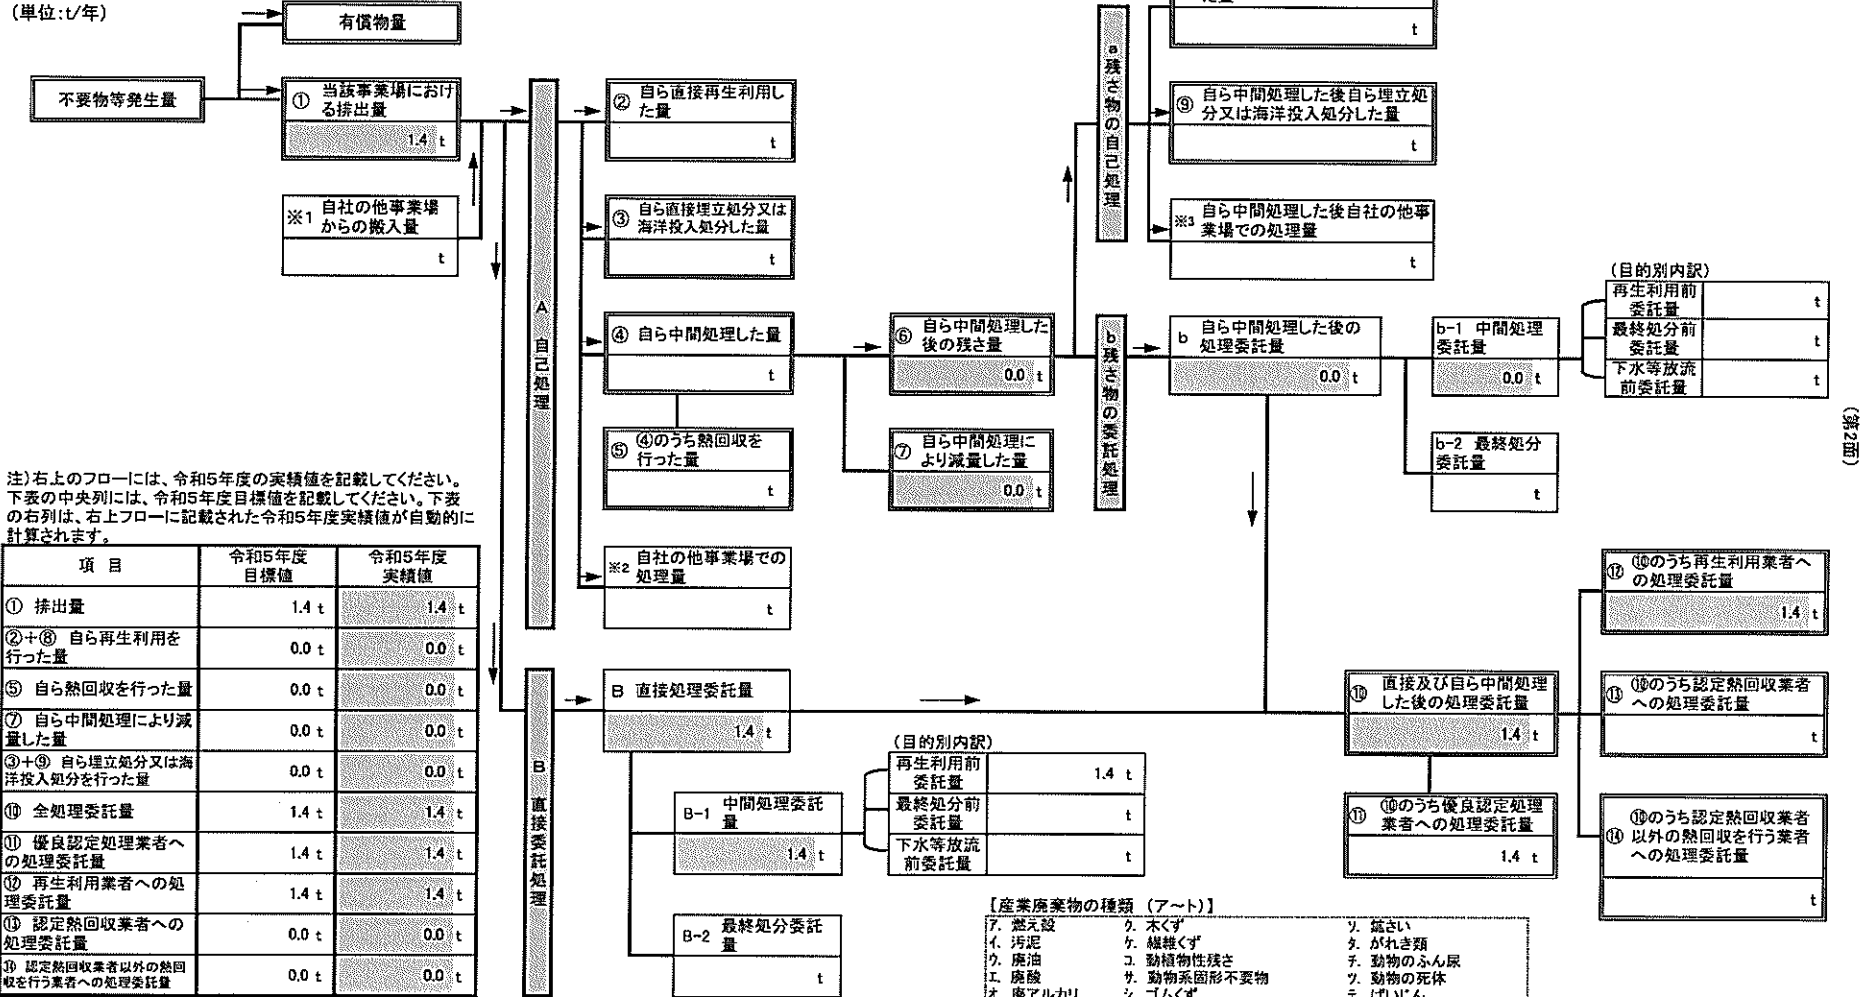 (単位:t/年)
有償物量
不要物等発生量
① 当該事業場におけ
る排出量
1.4 t
※1 自社の他事業場
からの搬入量
t
A 自己処理
② 自ら直接再生利用し
た量
t
③ 自ら直接埋立処分又は
海洋投入処分した量
t
④ 自ら中間処理した量
t
⑤ ④のうち熱回収を
行った量
t
※2 自社の他事業場での
処理量
t
⑥ 自ら中間処理した
後の残さ量
0.0 t
⑦ 自ら中間処理に
より減量した量
0.0 t
a 残さ物の自己処理
た量
t
⑨ 自ら中間処理した後自ら埋立処
分又は海洋投入処分した量
t
※3 自ら中間処理した後自社の他事
業場での処理量
t
b 残さ物の委託処理
b 自ら中間処理した後の
処理委託量
0.0 t
b-1 中間処理
委託量
0.0 t
(目的別内訳)
再生利用前
委託量 t
最終処分前
委託量 t
下水等放流
前委託量 t
b-2 最終処分
委託量
t
(第2面)
注)右上のフローには、令和5年度の実績値を記載してください。
下表の中央列には、令和5年度目標値を記載してください。下表
の右列は、右上フローに記載された令和5年度実績値が自動的に
計算されます。
項 目 令和5年度 目標値 令和5年度 実績値
① 排出量 1.4 t 1.4 t
②+⑧ 自ら再生利用を
行った量 0.0 t 0.0 t
⑤ 自ら熱回収を行った量 0.0 t 0.0 t
⑦ 自ら中間処理により減
量した量 0.0 t 0.0 t
③+⑨ 自ら埋立処分又は海
洋投入処分を行った量 0.0 t 0.0 t
⑩ 全処理委託量 1.4 t 1.4 t
⑪ 優良認定処理業者へ
の処理委託量 1.4 t 1.4 t
⑫ 再生利用業者への処
理委託量 1.4 t 1.4 t
⑬ 認定熱回収業者への
処理委託量 0.0 t 0.0 t
⑭ 認定熱回収業者以外の熱回
収を行う業者への処理委託量 0.0 t 0.0 t
B 直接委託処理
B 直接処理委託量
1.4 t
B-1 中間処理委託
量
1.4 t
(目的別内訳)
再生利用前
委託量 1.4 t
最終処分前
委託量 t
下水等放流
前委託量 t
B-2 最終処分委託
量
t
⑩ 直接及び自ら中間処理
した後の処理委託量
1.4 t
⑪ ⑩のうち優良認定処理
業者への処理委託量
1.4 t
⑫ ⑩のうち再生利用業者へ
の処理委託量
1.4 t
⑬ ⑩のうち認定熱回収業者
への処理委託量
t
⑭ ⑩のうち認定熱回収業者
以外の熱回収を行う業者
への処理委託量
t
【産業廃棄物の種類 (ア~ト)】
ア. 燃え殻 ク. 木くず ソ. 鉱さい
イ. 汚泥 ケ. 繊維くず タ. がれき類
ウ. 廃油 コ. 動植物性残さ チ. 動物のふん尿
エ. 廃酸 サ. 動物系固形不要物 ツ. 動物の死体
オ. 廃アルカリ シ. ゴムくず テ. ばいじん